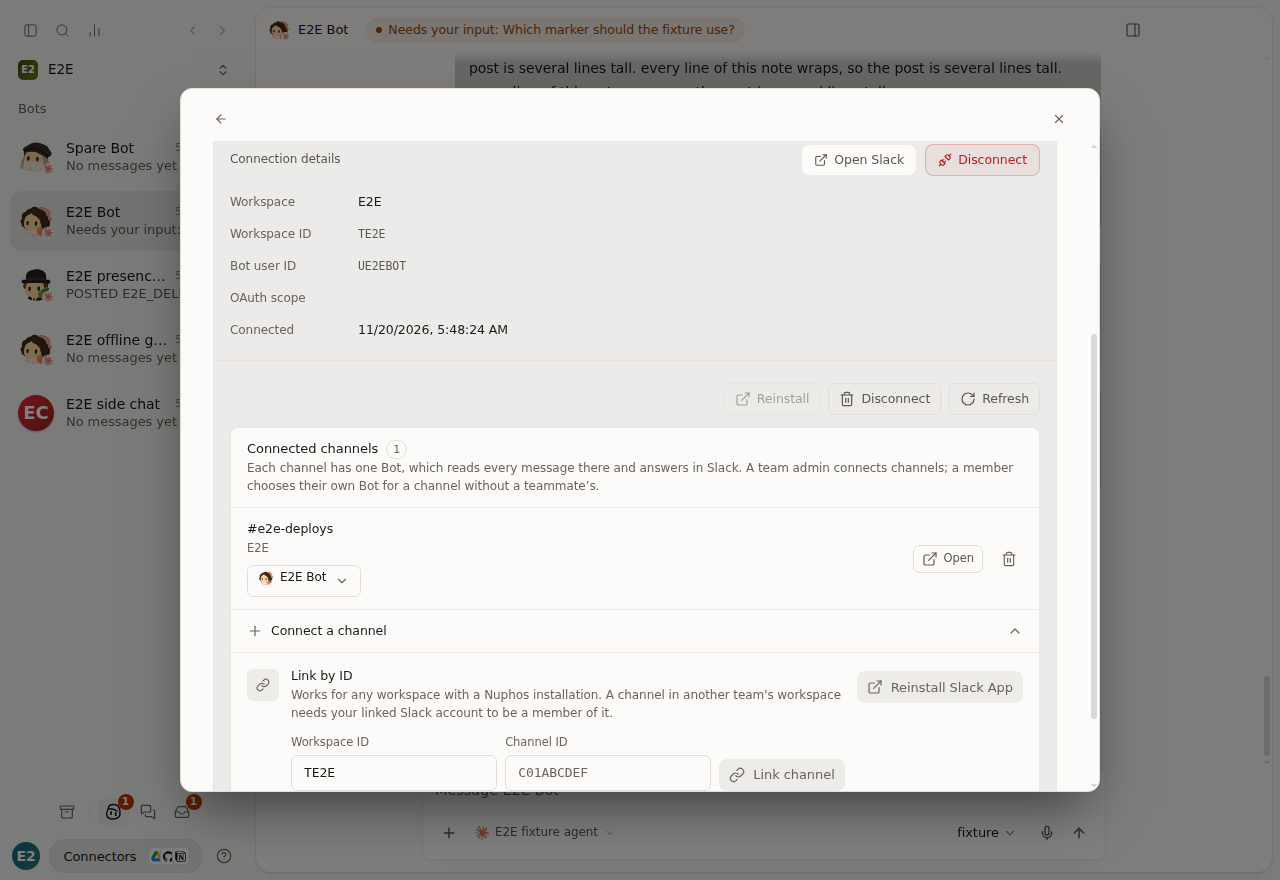 E2E Bot
Needs your input: Which marker should the fixture use?
E2 E2E
Bots
Spare Bot
No messages yet
E2E Bot
Needs your input:
E2E presenc…
POSTED E2E_DEL
E2E offline g…
No messages yet
EC
E2E side chat
No messages yet
1
1
E2
Connectors
post is several lines tall. every line of this note wraps, so the post is several lines tall.
Connection details
Open Slack
Disconnect
Workspace E2E
Workspace ID TE2E
Bot user ID UE2EBOT
OAuth scope
Connected 11/20/2026, 5:48:24 AM
Reinstall
Disconnect
Refresh
Connected channels 1
Each channel has one Bot, which reads every message there and answers in Slack. A team admin connects channels; a member
chooses their own Bot for a channel without a teammate’s.
#e2e-deploys
E2E
E2E Bot
Open
Connect a channel
Link by ID
Works for any workspace with a Nuphos installation. A channel in another team's workspace
needs your linked Slack account to be a member of it.
Reinstall Slack App
Workspace ID Channel ID
TE2E C01ABCDEF Link channel
Message E2E Bot
E2E fixture agent
fixture